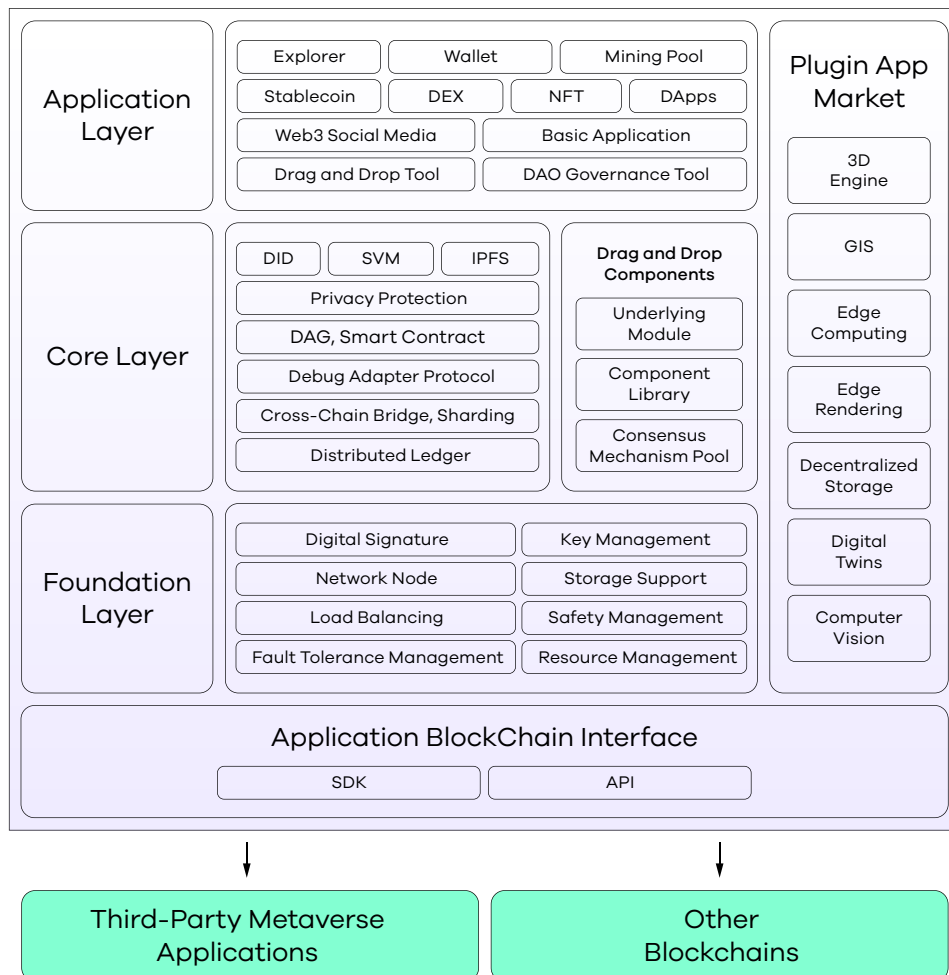 Application
Layer
Explorer
Wallet
Mining Pool
Stablecoin
DEX
NFT
DApps
Web3 Social Media
Basic Application
Drag and Drop Tool
DAO Governance Tool
Core Layer
DID
SVM
IPFS
Privacy Protection
DAG, Smart Contract
Debug Adapter Protocol
Cross-Chain Bridge, Sharding
Distributed Ledger
Drag and Drop
Components
Underlying
Module
Component
Library
Consensus
Mechanism Pool
Foundation
Layer
Digital Signature
Key Management
Network Node
Storage Support
Load Balancing
Safety Management
Fault Tolerance Management
Resource Management
Plugin App
Market
3D
Engine
GIS
Edge
Computing
Edge
Rendering
Decentralized
Storage
Digital
Twins
Computer
Vision
Application BlockChain Interface
SDK
API
Third-Party Metaverse
Applications
Other
Blockchains